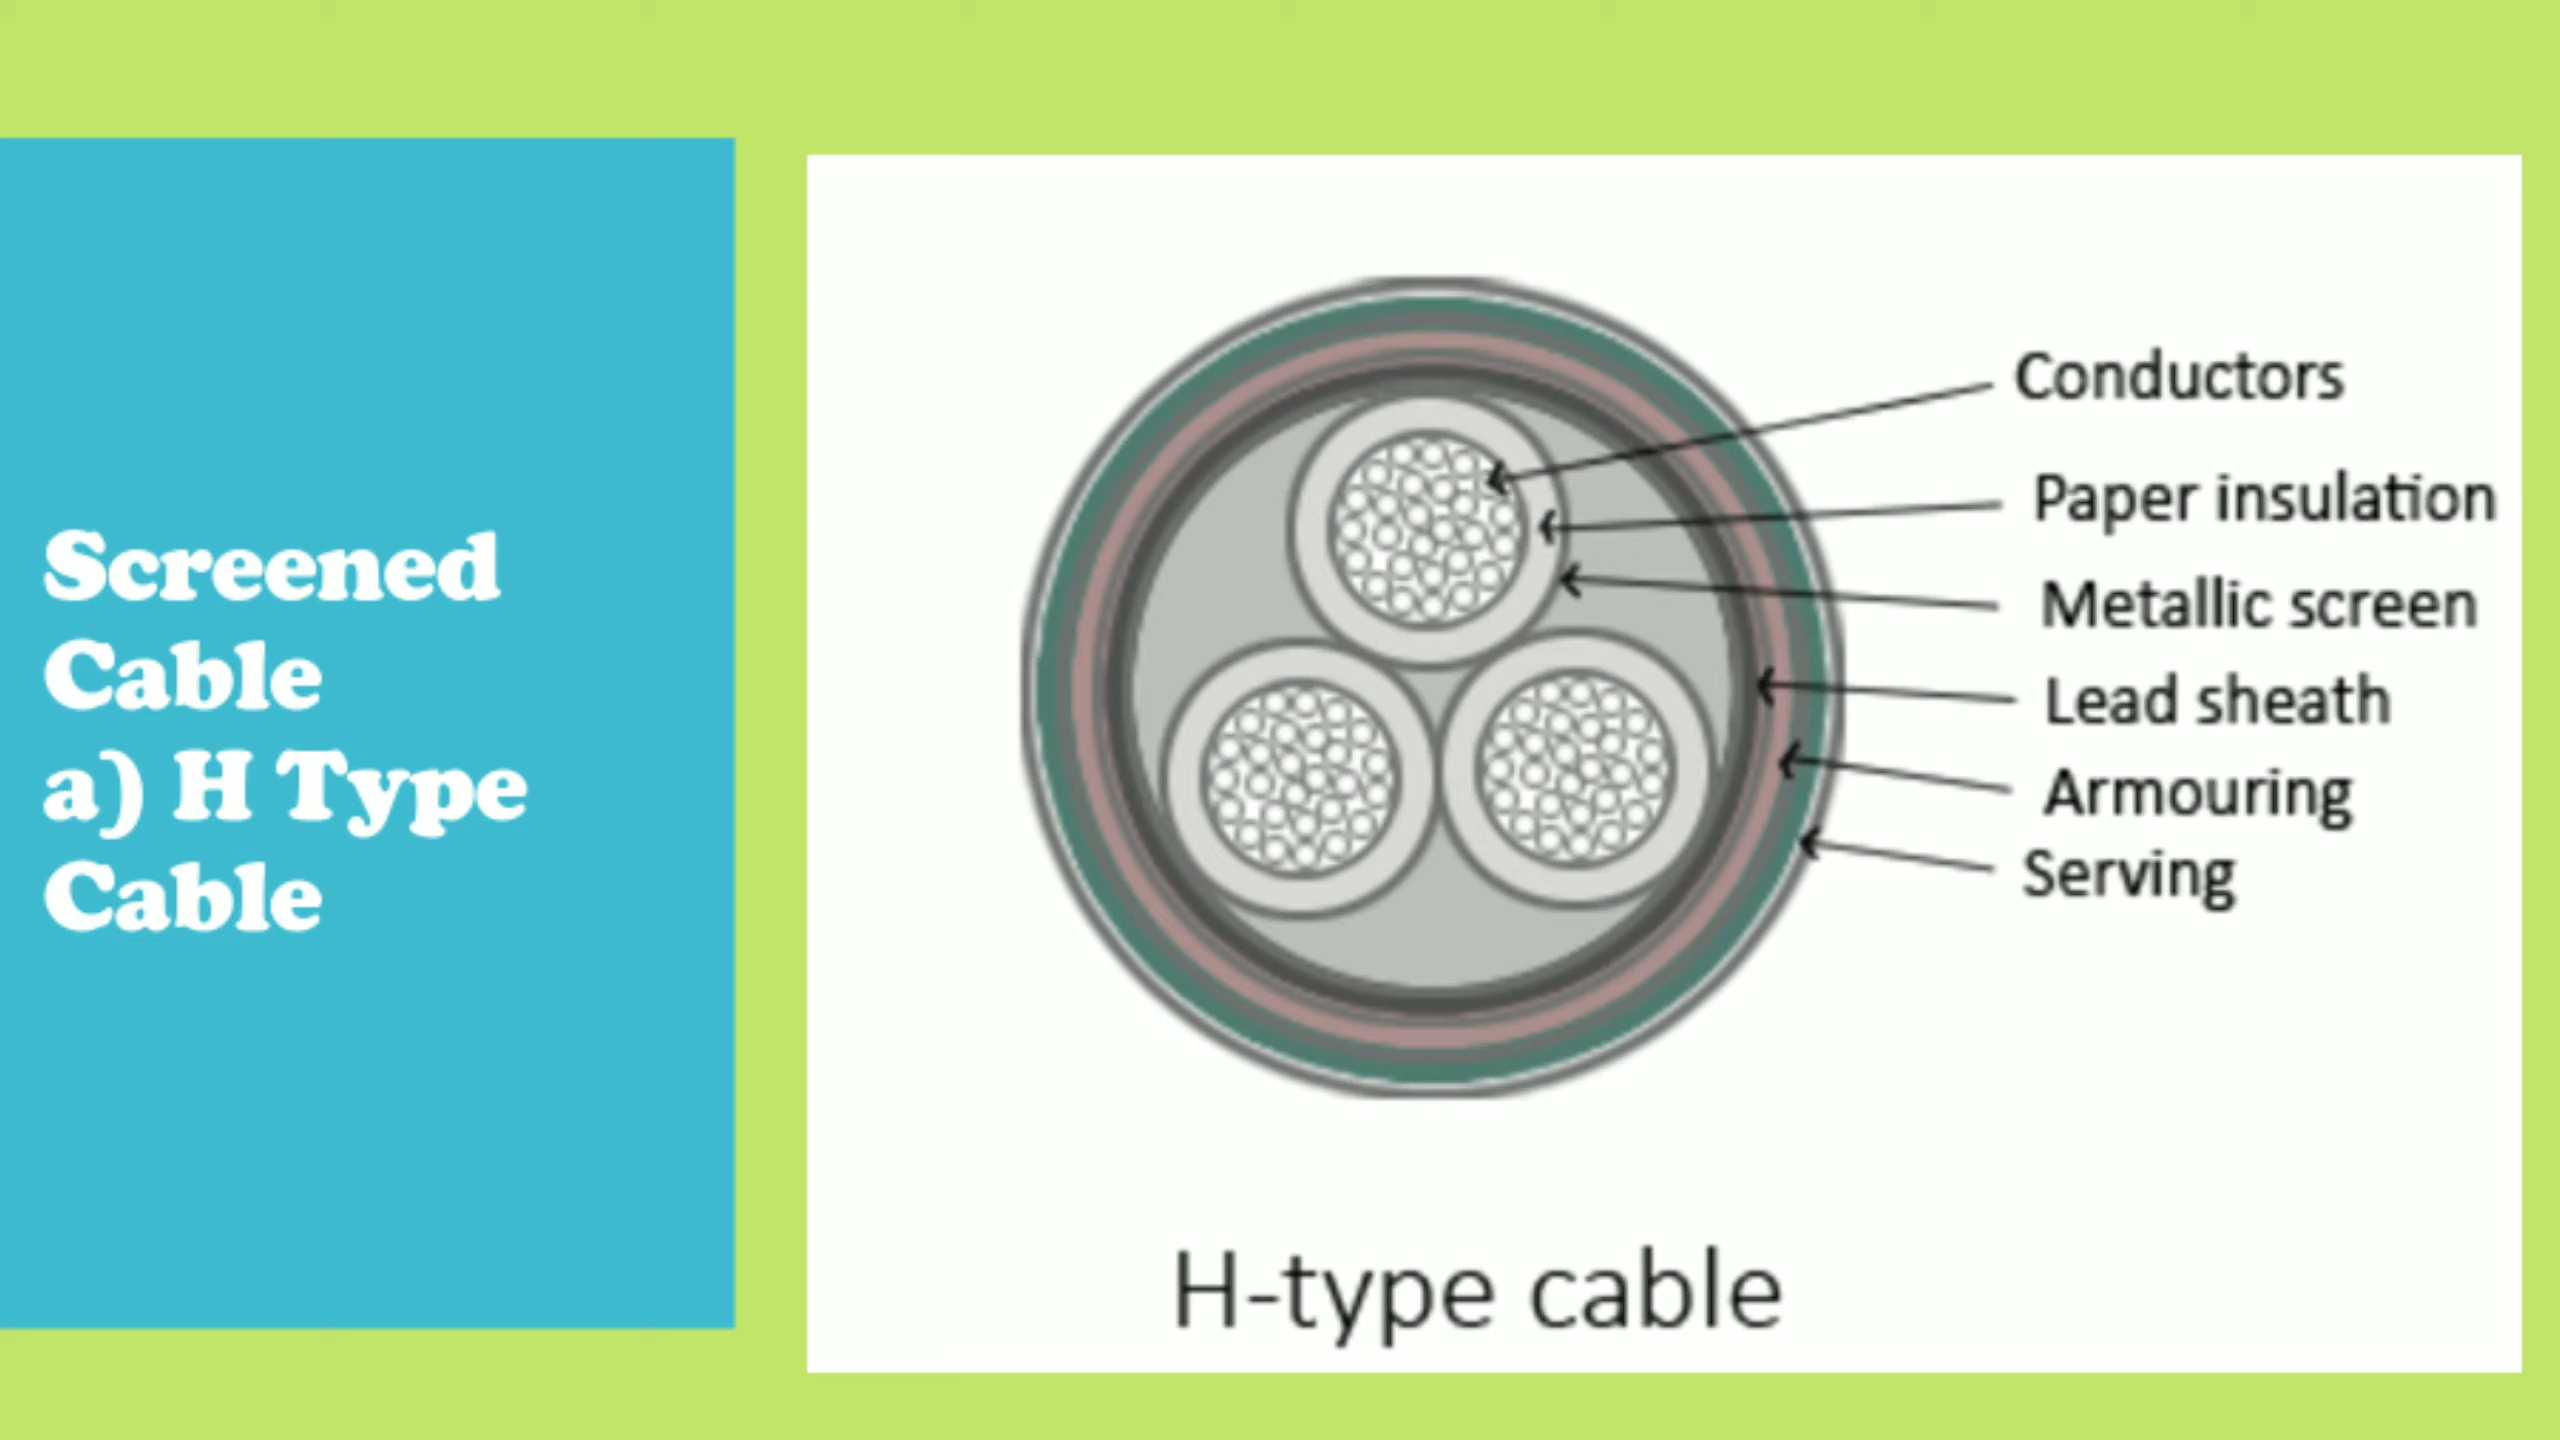 Screened
Cable
a) H Type
Cable
Conductors
Paper insulation
Metallic screen
Lead sheath
Armouring
Serving
H-type cable